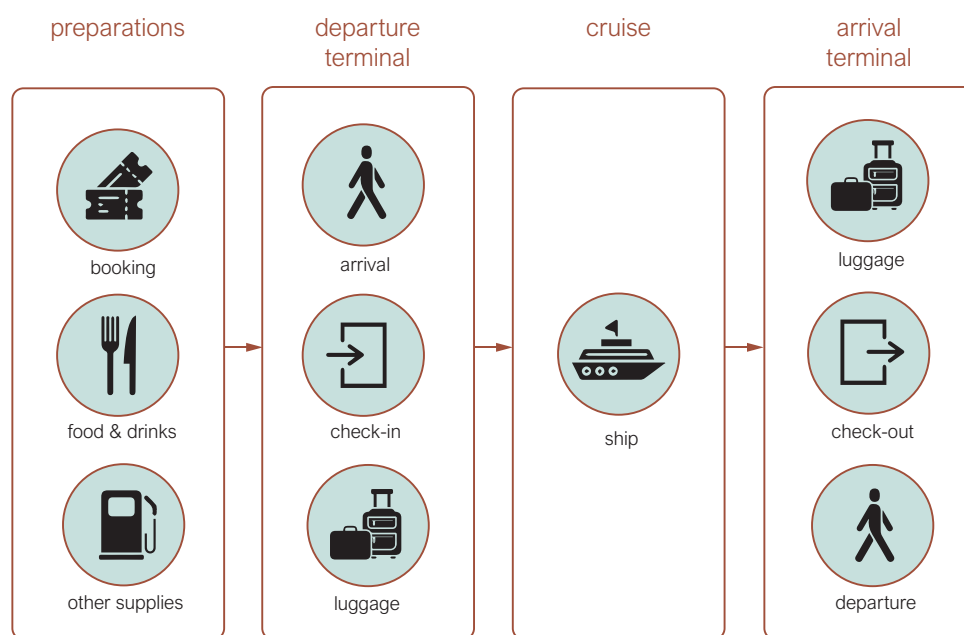 preparations
departure
terminal
cruise
arrival
terminal
booking
food & drinks
other supplies
arrival
check-in
luggage
ship
luggage
check-out
departure